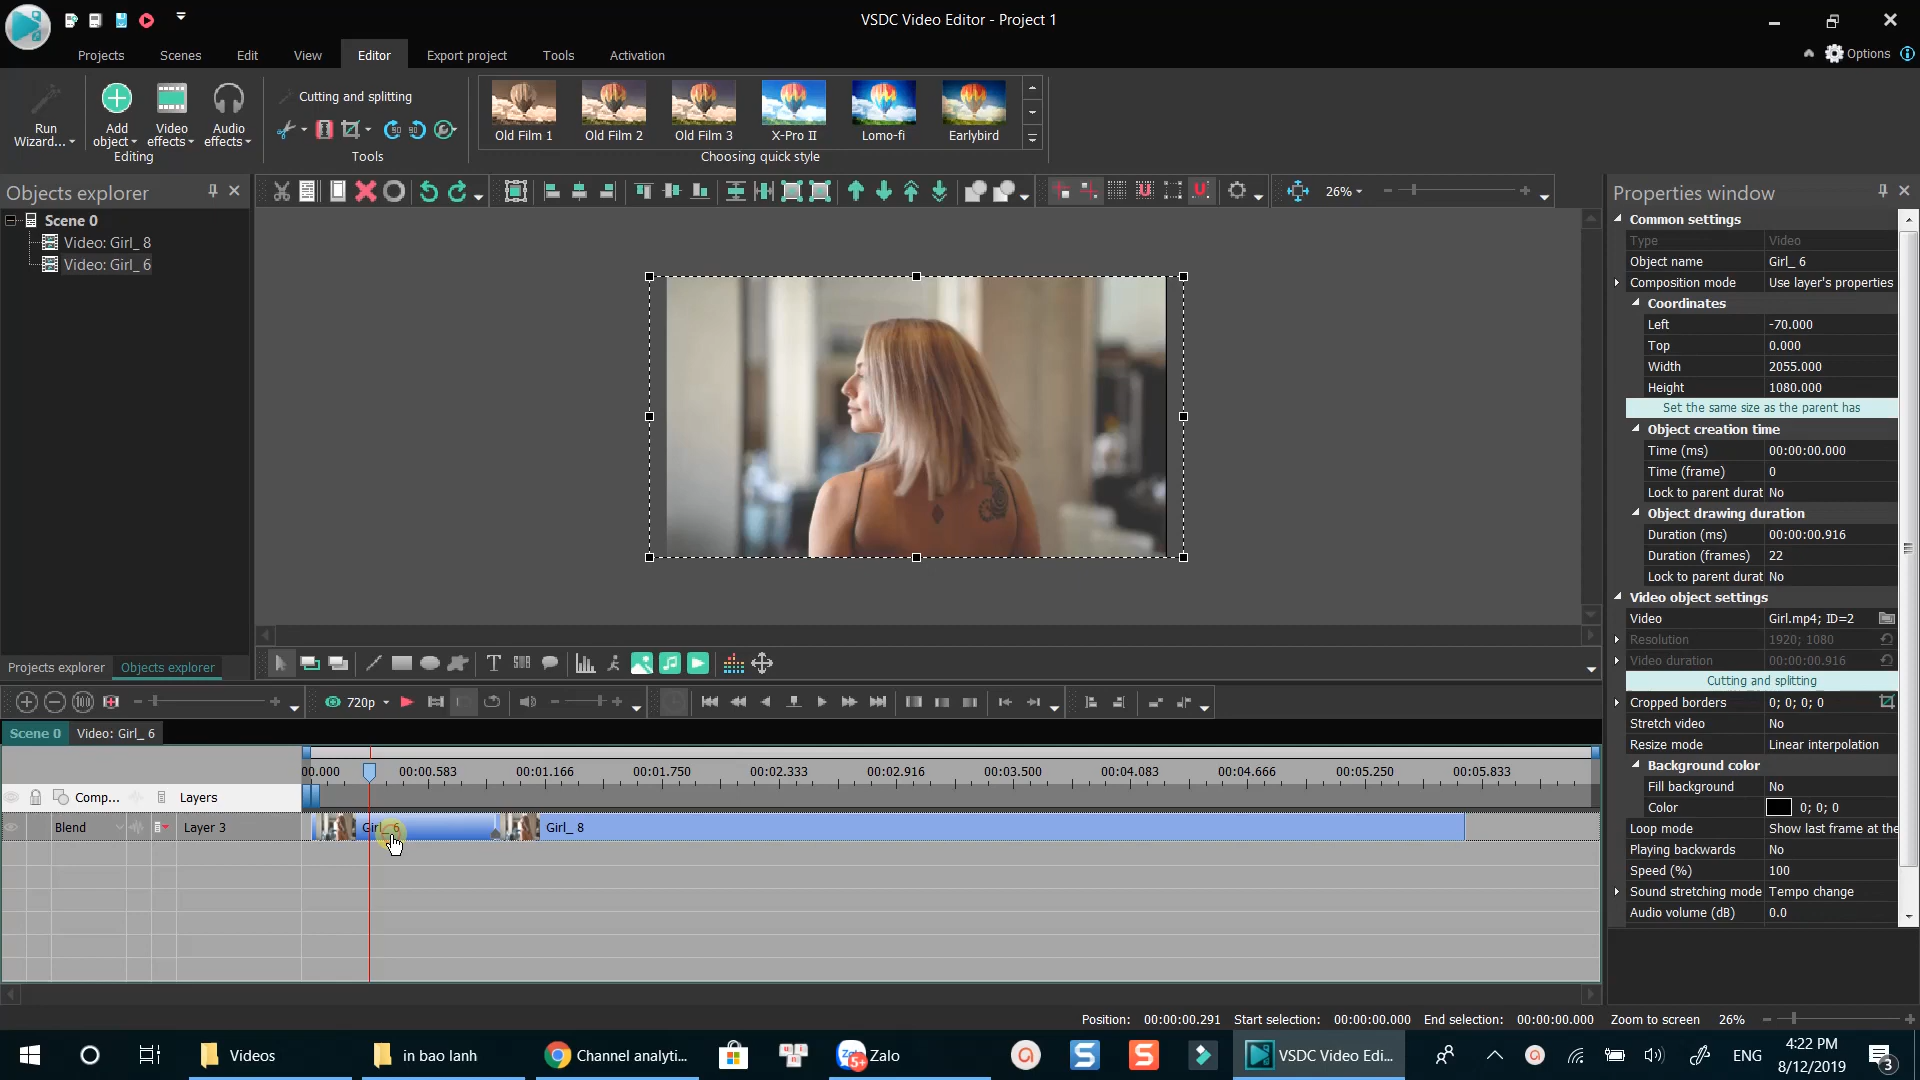 VSDC Video Editor - Project 1
Projects
Scenes
Edit
View
Editor
Export project
Tools
Activation
Options
Run
Wizard...
Add
object
Video
effects
Audio
effects
Editing
Cutting and splitting
Tools
Old Film 1
Old Film 2
Old Film 3
X-Pro II
Lomo-fi
Earlybird
Choosing quick style
Objects explorer
26%
Properties window
Scene 0
Video: Girl_ 8
Video: Girl_ 6
Common settings
Type Video
Object name Girl_ 6
Composition mode Use layer's properties
Coordinates
Left -70.000
Top 0.000
Width 2055.000
Height 1080.000
Set the same size as the parent has
Object creation time
Time (ms) 00:00:00.000
Time (frame) 0
Lock to parent durat No
Object drawing duration
Duration (ms) 00:00:00.916
Duration (frames) 22
Lock to parent durat No
Video object settings
Video Girl.mp4; ID=2
Resolution 1920; 1080
Video duration 00:00:00.916
Cutting and splitting
Cropped borders 0; 0; 0; 0
Stretch video No
Resize mode Linear interpolation
Background color
Fill background No
Color 0; 0; 0
Loop mode Show last frame at the
Playing backwards No
Speed (%) 100
Sound stretching mode Tempo change
Audio volume (dB) 0.0
Projects explorer
Objects explorer
720p
Scene 0
Video: Girl_ 6
00.000
00:00.583
00:01.166
00:01.750
00:02.333
00:02.916
00:03.500
00:04.083
00:04.666
00:05.250
00:05.833
Comp...
Layers
Blend
Layer 3
Girl_ 6
Girl_ 8
Position: 00:00:00.291
Start selection: 00:00:00.000
End selection: 00:00:00.000
Zoom to screen 26%
Videos
in bao lanh
Channel analyti...
Zalo
VSDC Video Edi...
ENG
4:22 PM
8/12/2019
3